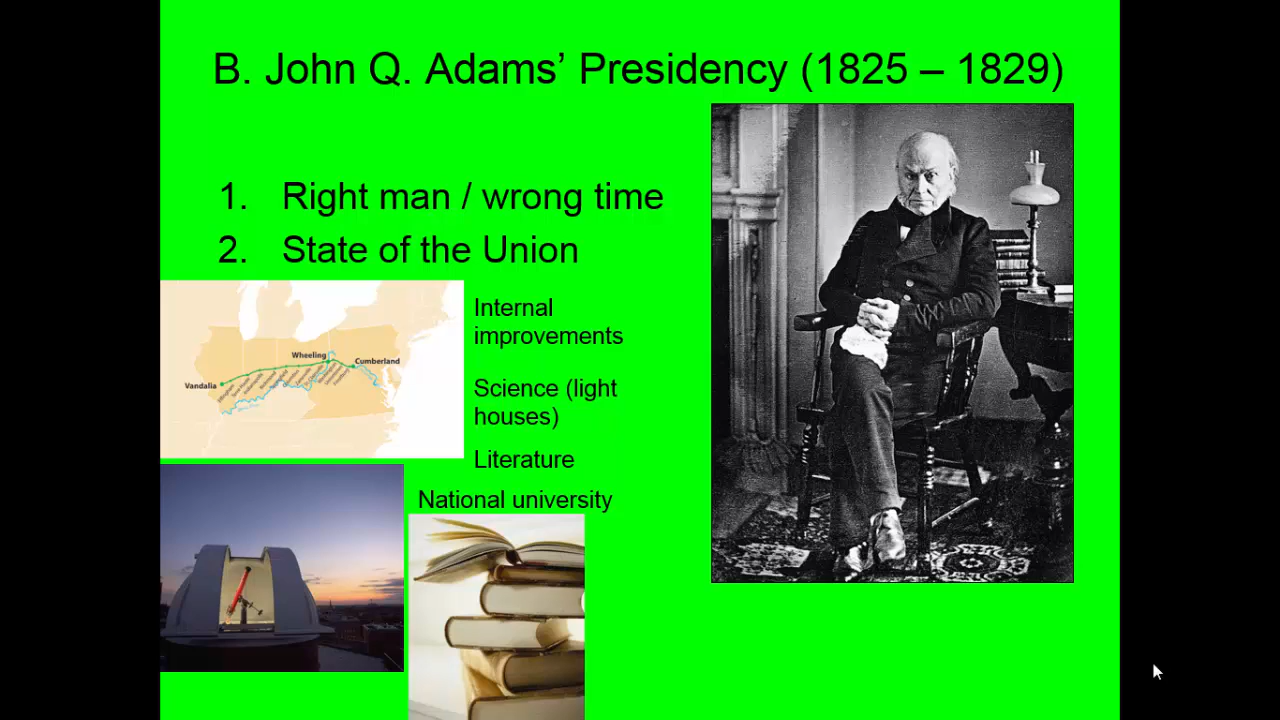 B. John Q. Adams’ Presidency (1825 – 1829)
1. Right man / wrong time
2. State of the Union
Internal
improvements
Wheeling
Cumberland
Vandalia
Science (light
houses)
Literature
National university